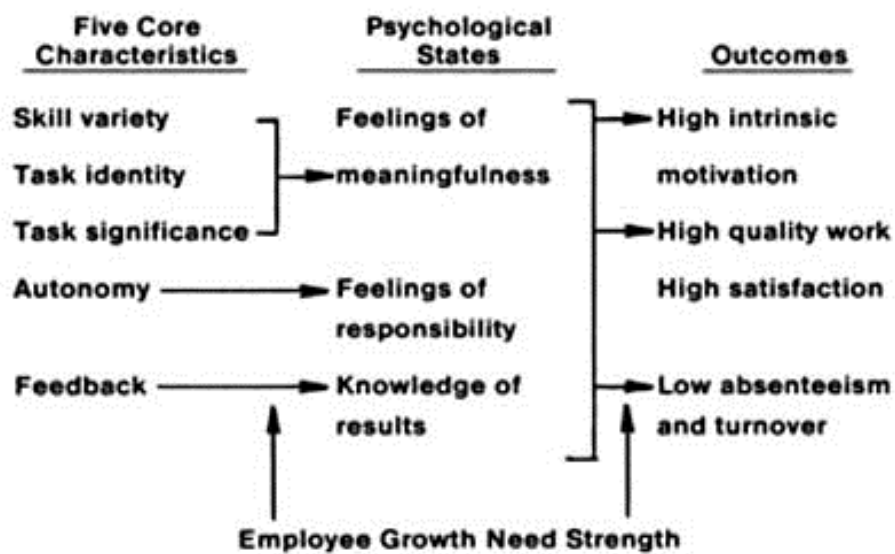 Five Core
Characteristics
Psychological
States
Outcomes
Skill variety
Task identity
Task significance
Autonomy
Feedback
Feelings of
meaningfulness
Feelings of
responsibility
Knowledge of
results
High intrinsic
motivation
High quality work
High satisfaction
Low absenteeism
and turnover
Employee Growth Need Strength